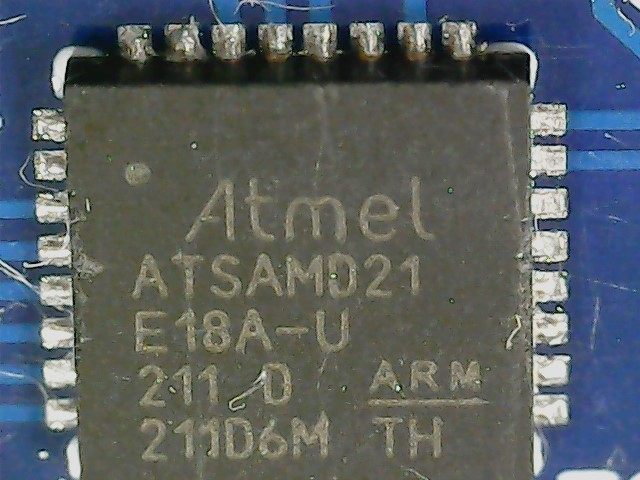 Atmel
ATSAMD21
E18A-U
211 D ARM
211D6M TH